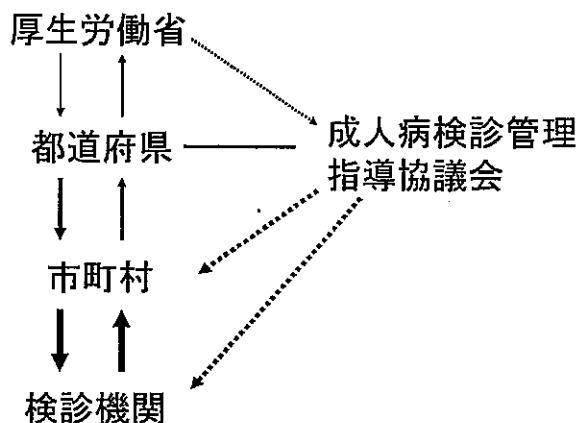 厚生労働省
都道府県
成人病検診管理
指導協議会
市町村
検診機関